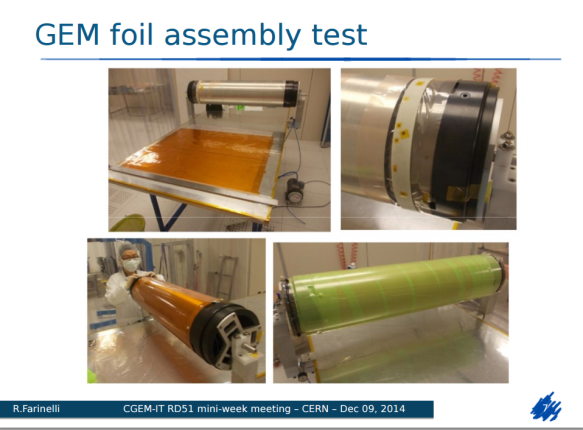 GEM foil assembly test
R.Farinelli
CGEM-IT RD51 mini-week meeting – CERN – Dec 09, 2014